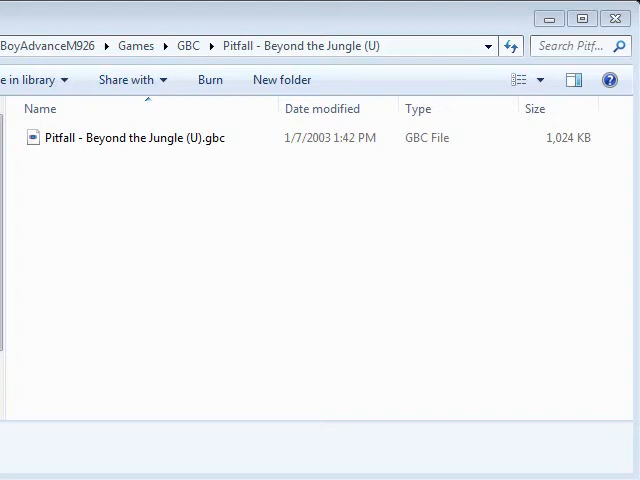 BoyAdvanceM926 Games GBC Pitfall - Beyond the Jungle (U) Search Pitf...
e in library Share with Burn New folder
Name Date modified Type Size
Pitfall - Beyond the Jungle (U).gbc 1/7/2003 1:42 PM GBC File 1,024 KB